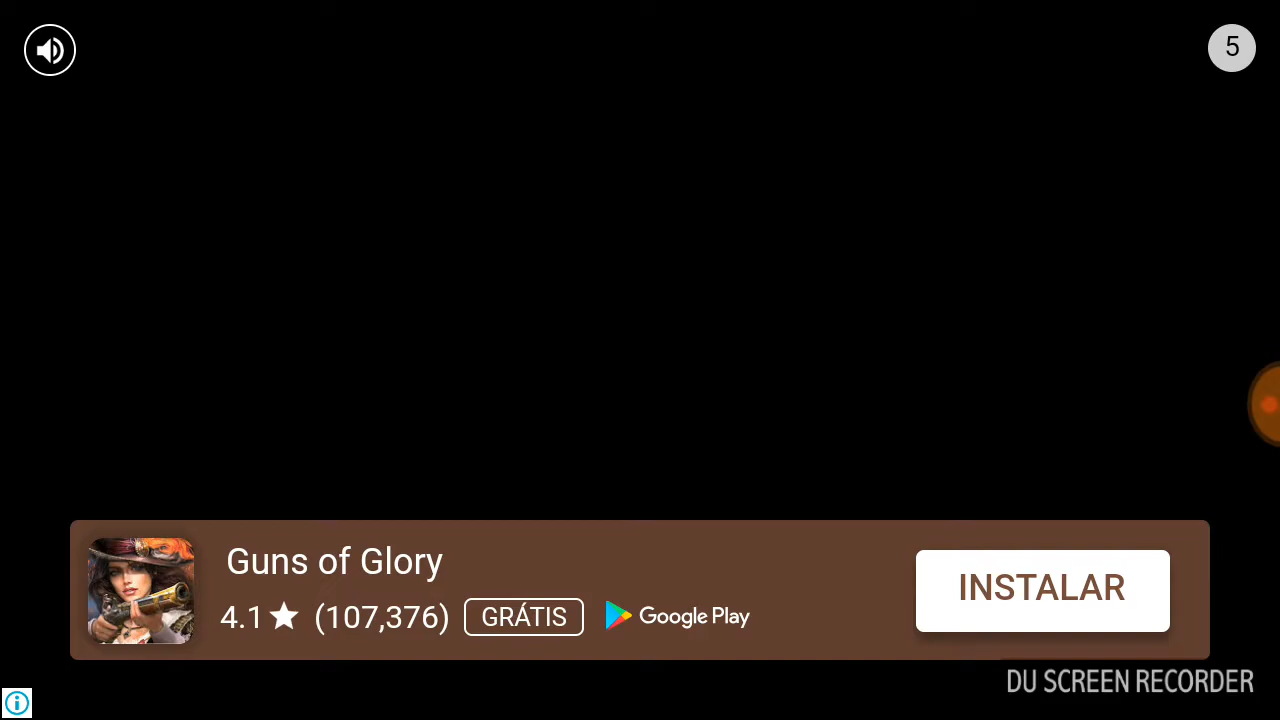 5
Guns of Glory
4.1★ (107,376) GRÁTIS Google Play
INSTALAR
DU SCREEN RECORDER